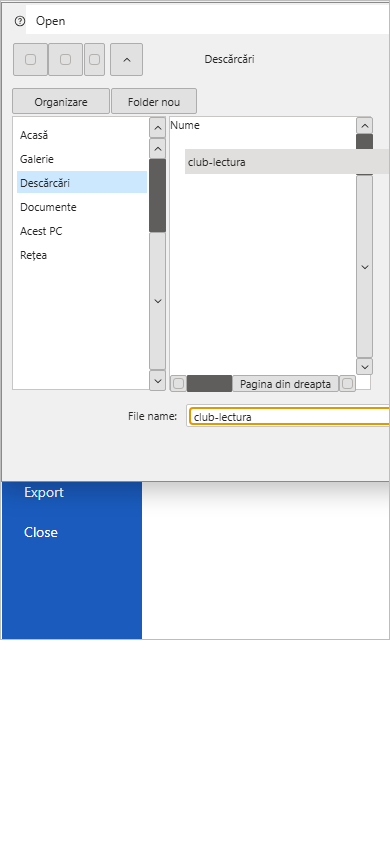 Open
Descărcări
Organizare
Folder nou
Acasă
Galerie
Descărcări
Documente
Acest PC
Rețea
Nume
club-lectura
Pagina din dreapta
File name:
club-lectura
Export
Close